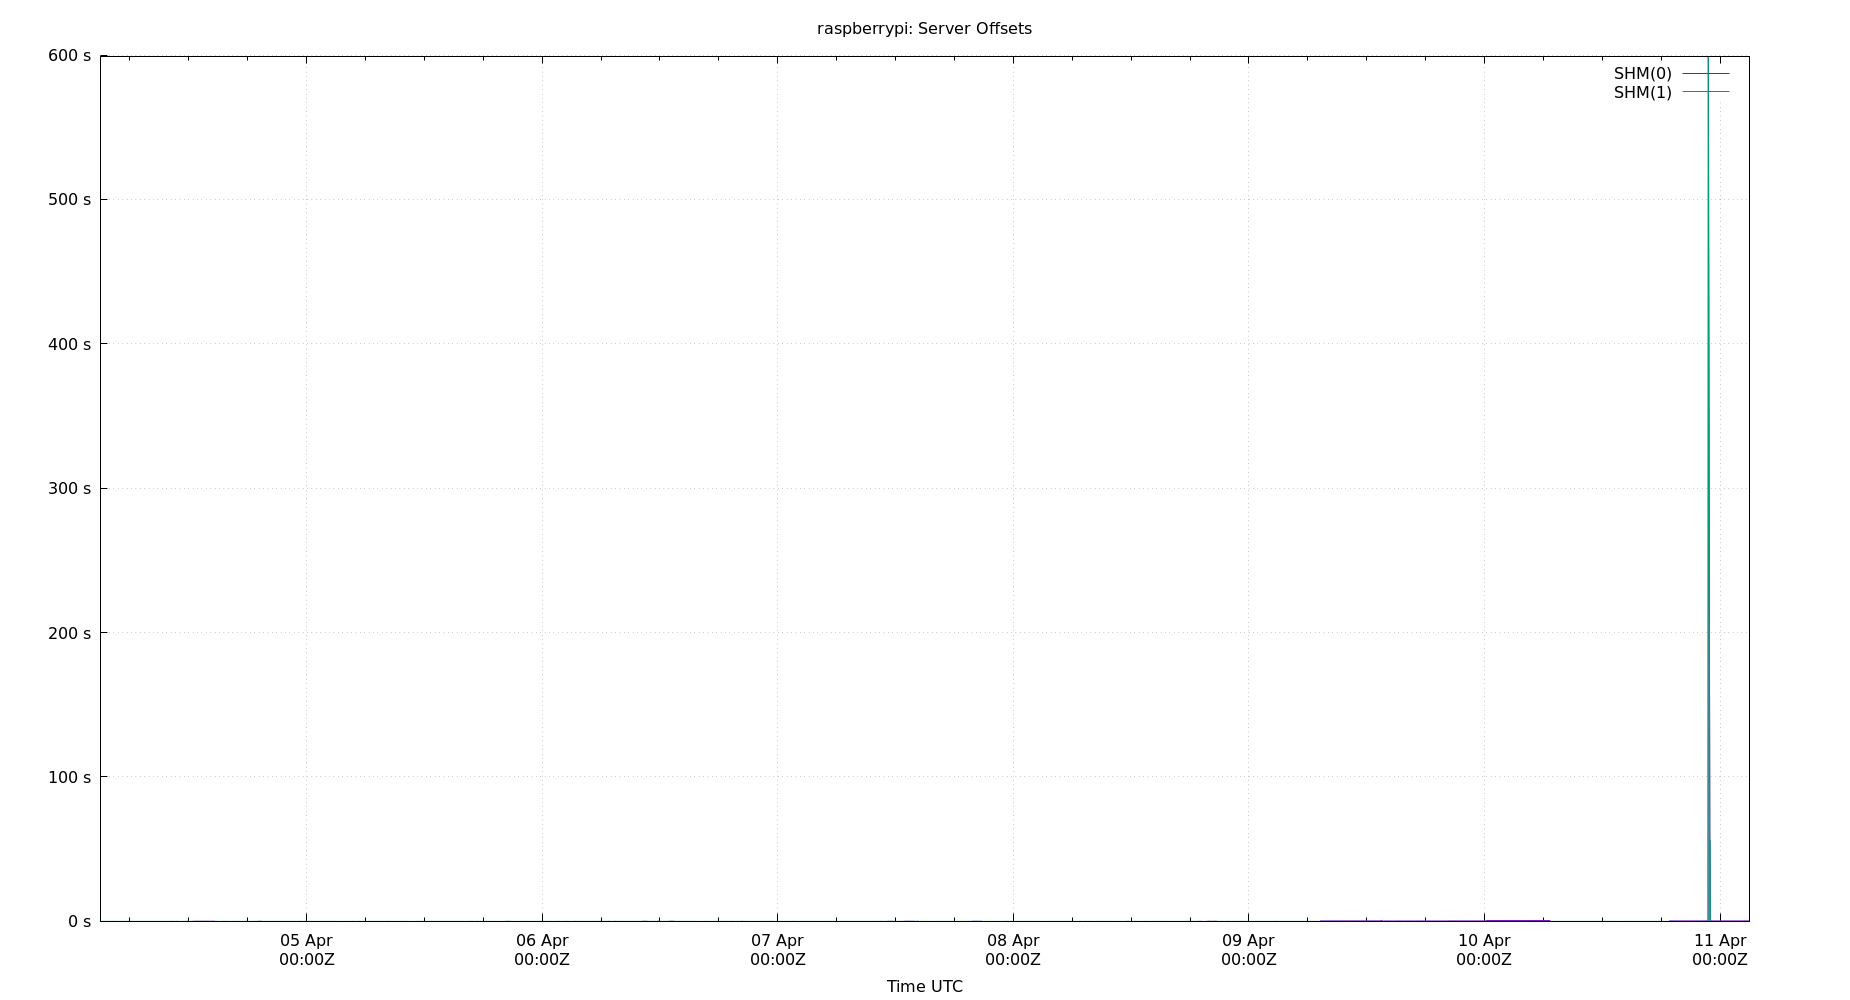 raspberrypi: Server Offsets
600 s
SHM(0)
SHM(1)
500 s
400 s
300 s
200 s
100 s
0 s
05 Apr 06 Apr 07 Apr 08 Apr 09 Apr 10 Apr 11 Apr
00:00Z 00:00Z 00:00Z 00:00Z 00:00Z 00:00Z 00:00Z
Time UTC